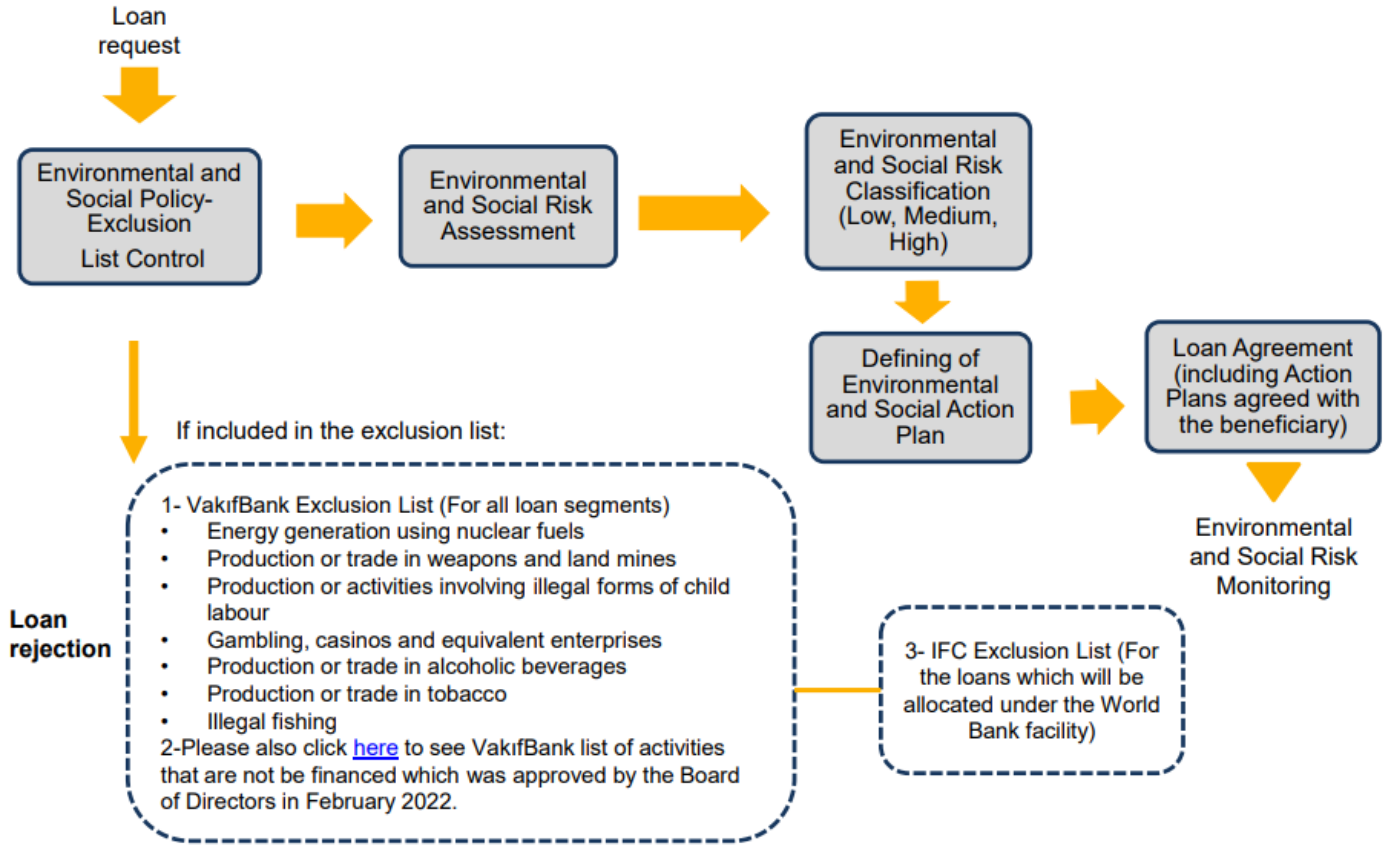 Loan
request
Environmental and
Social Policy-
Exclusion
List Control
Environmental
and Social Risk
Assessment
Environmental
and Social Risk
Classification
(Low, Medium,
High)
Defining of
Environmental
and Social Action
Plan
Loan Agreement
(including Action
Plans agreed with
the beneficiary)
Environmental
and Social Risk
Monitoring
If included in the exclusion list:
Loan
rejection
1- VakıfBank Exclusion List (For all loan segments)
• Energy generation using nuclear fuels
• Production or trade in weapons and land mines
• Production or activities involving illegal forms of child
labour
• Gambling, casinos and equivalent enterprises
• Production or trade in alcoholic beverages
• Production or trade in tobacco
• Illegal fishing
2-Please also click here to see VakıfBank list of activities
that are not be financed which was approved by the Board
of Directors in February 2022.
3- IFC Exclusion List (For
the loans which will be
allocated under the World
Bank facility)